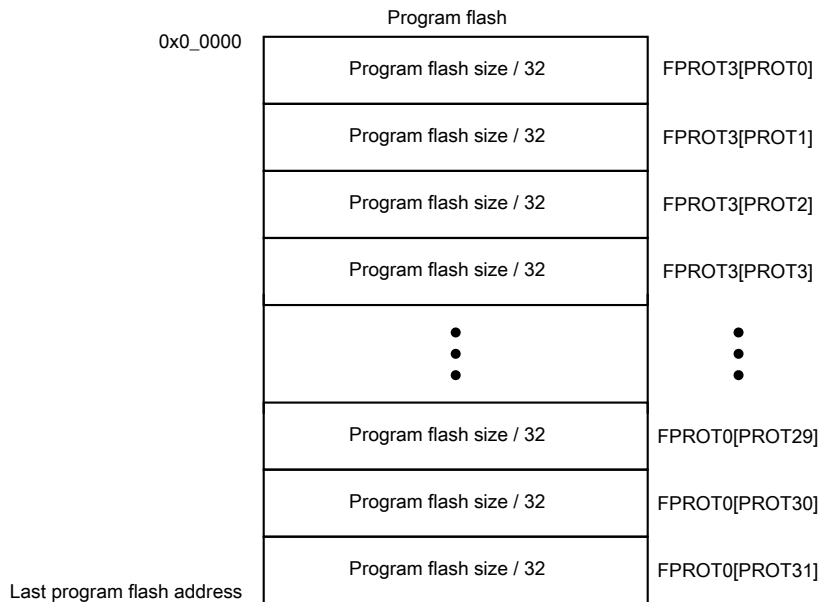 Program flash
0x0_0000
Program flash size / 32 FPROT3[PROT0]
Program flash size / 32 FPROT3[PROT1]
Program flash size / 32 FPROT3[PROT2]
Program flash size / 32 FPROT3[PROT3]
Program flash size / 32 FPROT0[PROT29]
Program flash size / 32 FPROT0[PROT30]
Program flash size / 32 FPROT0[PROT31]
Last program flash address